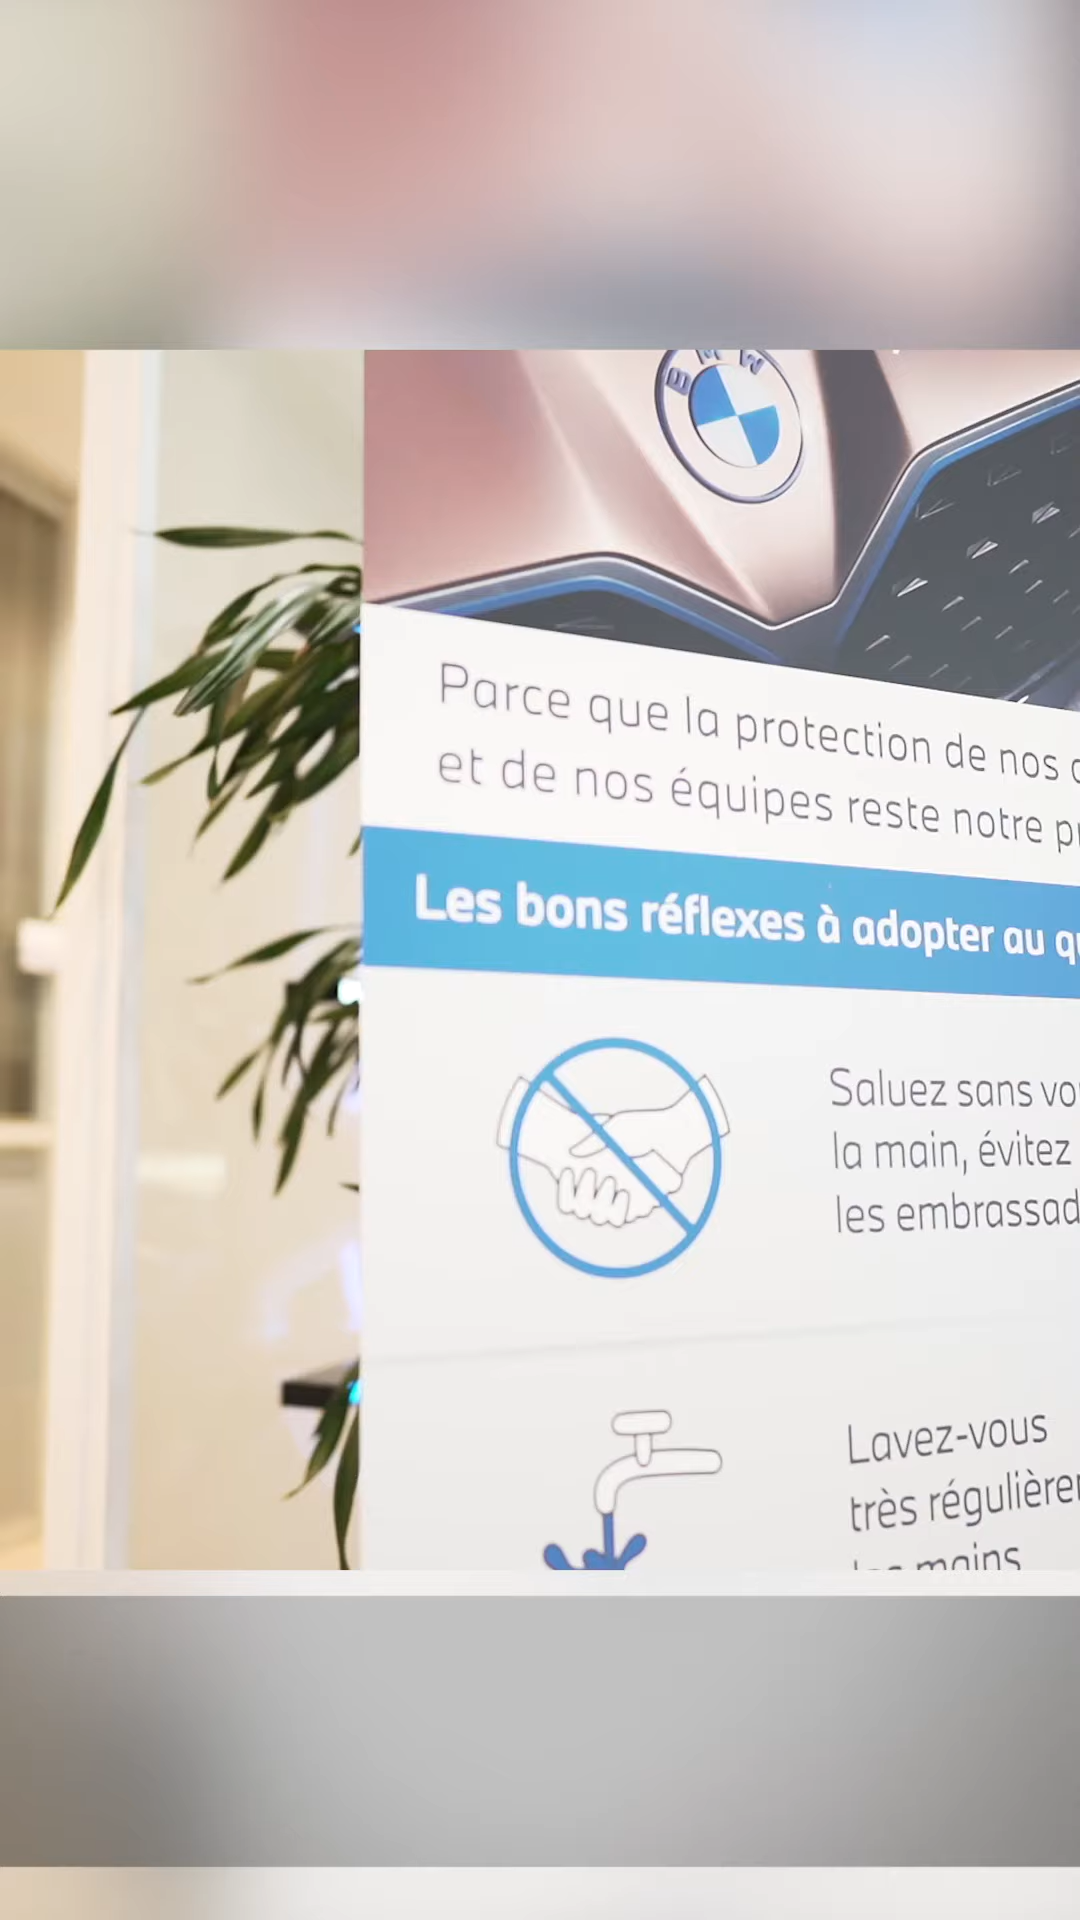 BMW
Parce que la protection de nos
et de nos équipes reste notre
Les bons réflexes à adopter au
Saluez sans
la main, évitez
les embrassad
Lavez-vous
très régulière
mains